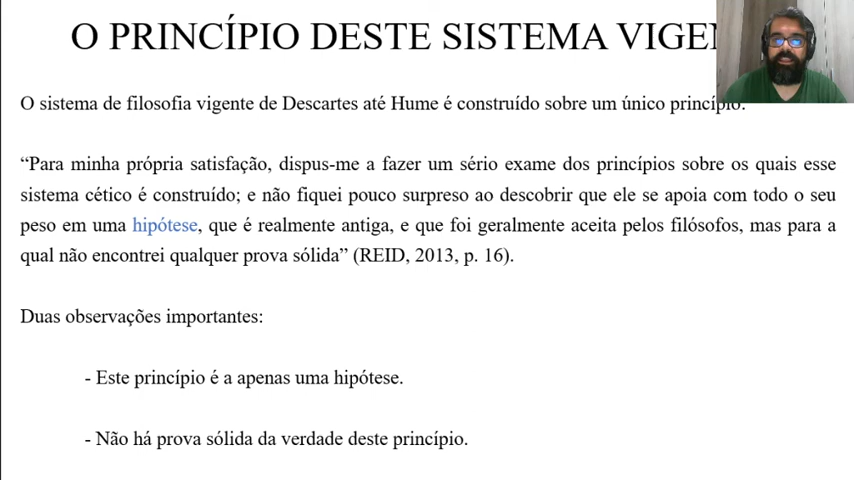 O PRINCÍPIO DESTE SISTEMA
O sistema de filosofia vigente de Descartes até Hume é construído sobre um único princípio.
“Para minha própria satisfação, dispus-me a fazer um sério exame dos princípios sobre os quais esse
sistema cético é construído; e não fiquei pouco surpreso ao descobrir que ele se apoia com todo o seu
peso em uma hipótese, que é realmente antiga, e que foi geralmente aceita pelos filósofos, mas para a
qual não encontrei qualquer prova sólida” (REID, 2013, p. 16).
Duas observações importantes:
- Este princípio é a apenas uma hipótese.
- Não há prova sólida da verdade deste princípio.